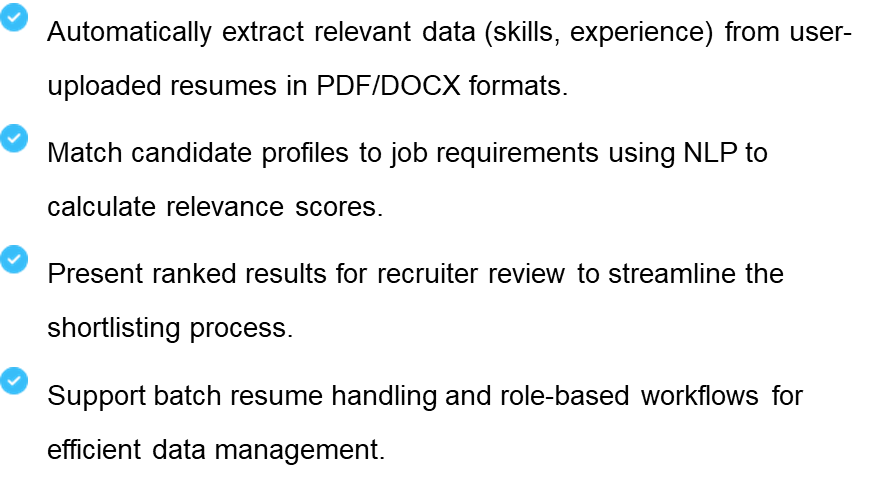 Automatically extract relevant data (skills, experience) from user-
uploaded resumes in PDF/DOCX formats.
Match candidate profiles to job requirements using NLP to
calculate relevance scores.
Present ranked results for recruiter review to streamline the
shortlisting process.
Support batch resume handling and role-based workflows for
efficient data management.